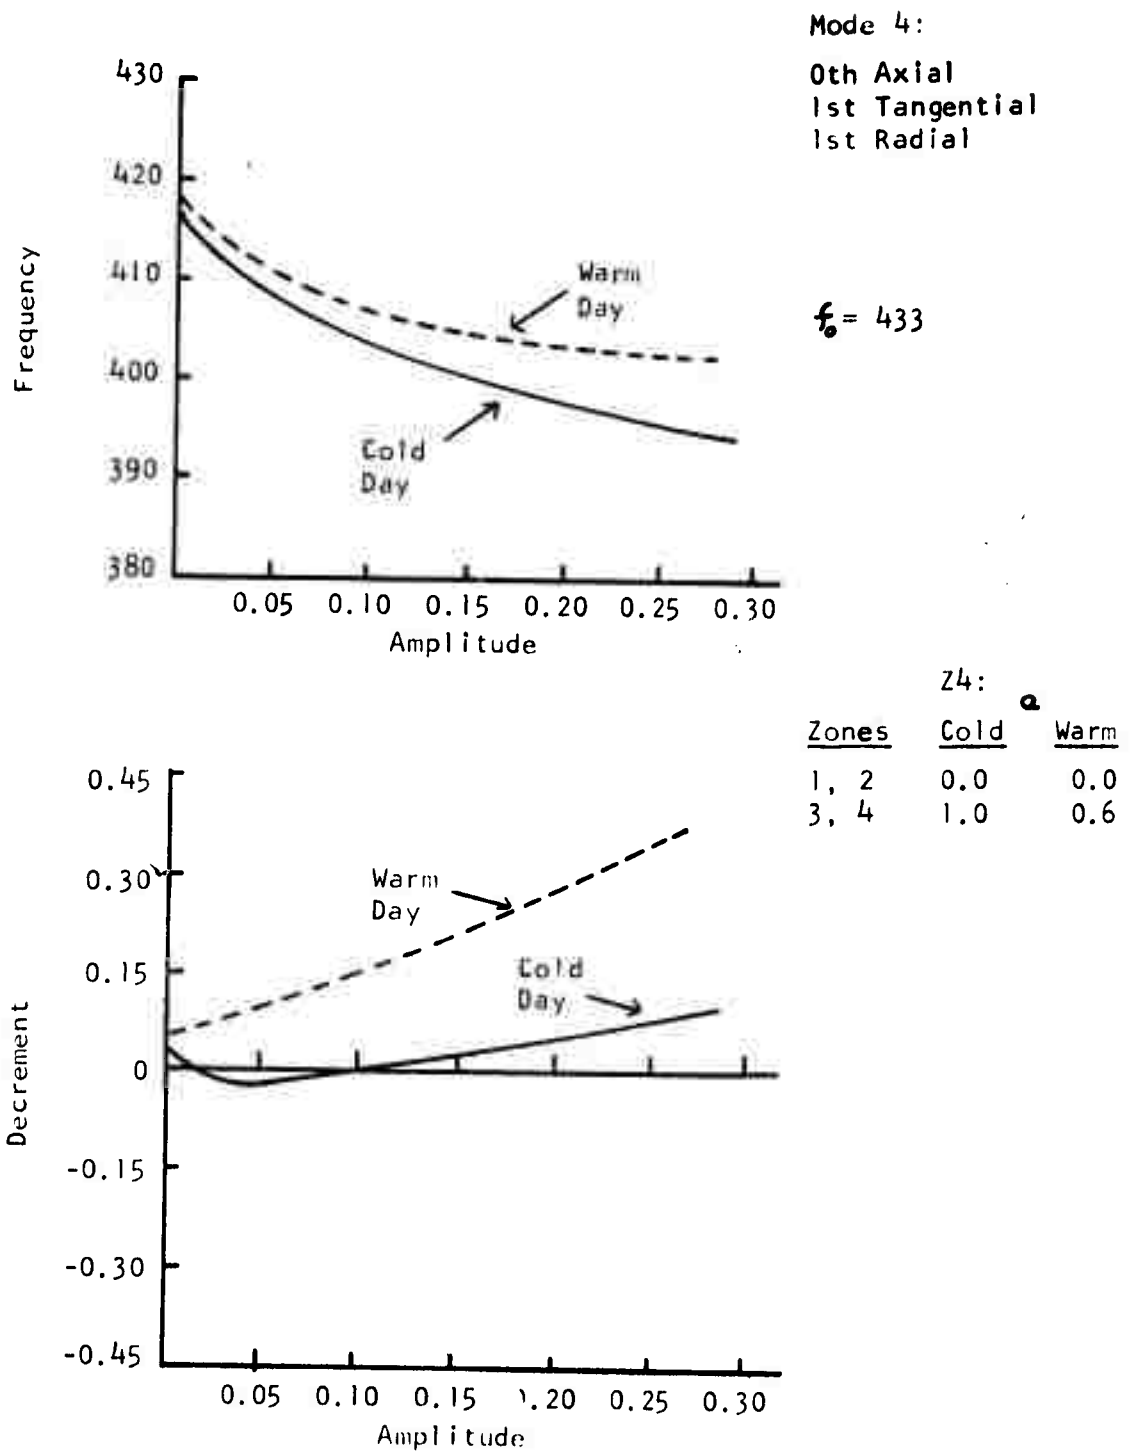 Mode 4:
0th Axial
1st Tangential
1st Radial
430
420
410
400
390
380
Frequency
Warm
Day
Cold
Day
f₀ = 433
0.05 0.10 0.15 0.20 0.25 0.30
Amplitude
Z4:
a
Zones Cold Warm
1, 2 0.0 0.0
3, 4 1.0 0.6
0.45
0.30
0.15
0
-0.15
-0.30
-0.45
Decrement
Warm
Day
Cold
Day
0.05 0.10 0.15 .20 0.25 0.30
Amplitude